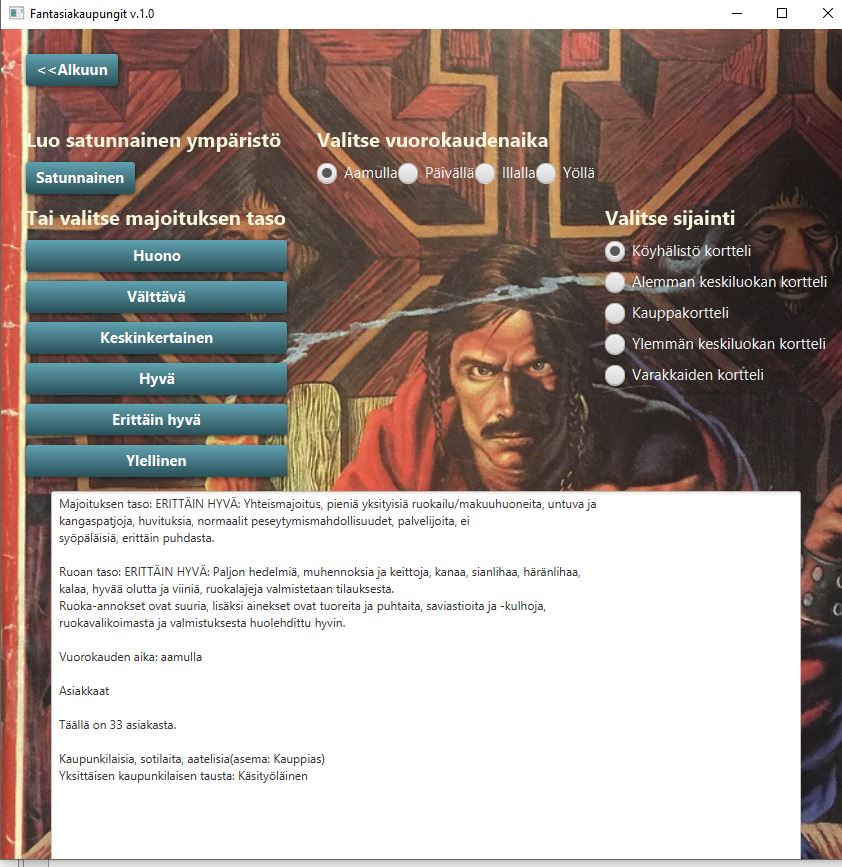 Fantasiakaupungit v.1.0
<<Alkuun
Luo satunnainen ympäristö
Valitse vuorokaudenaika
Satunnainen
Aamulla
Päivällä
Illalla
Yöllä
Tai valitse majoituksen taso
Valitse sijainti
Huono
Välttävä
Keskinkertainen
Hyvä
Erittäin hyvä
Ylellinen
Köyhälistö kortteli
Alemman keskiluokan kortteli
Kauppakortteli
Ylemmän keskiluokan kortteli
Varakkaiden kortteli
Majoituksen taso: ERITTÄIN HYVÄ: Yhteismajoitus, pieniä yksityisiä ruokailu/makuuhuoneita, untuva ja
kangaspatjoja, huvituksia, normaalit peseytymismahdollisuudet, palvelijoita, ei
syöpäläisiä, erittäin puhdasta.
Ruoan taso: ERITTÄIN HYVÄ: Paljon hedelmiä, muhennoksia ja keittoja, kanaa, sianlihaa, häränlihaa,
kalaa, hyvää olutta ja viiniä, ruokalajeja valmistetaan tilauksesta.
Ruoka-annokset ovat suuria, lisäksi ainekset ovat tuoreita ja puhtaita, saviastioita ja -kulhoja,
ruokavalikoimasta ja valmistuksesta huolehdittu hyvin.
Vuorokauden aika: aamulla
Asiakkaat
Täällä on 33 asiakasta.
Kaupunkilaisia, sotilaita, aatelisia(asema: Kauppias)
Yksittäisen kaupunkilaisen tausta: Käsityöläinen